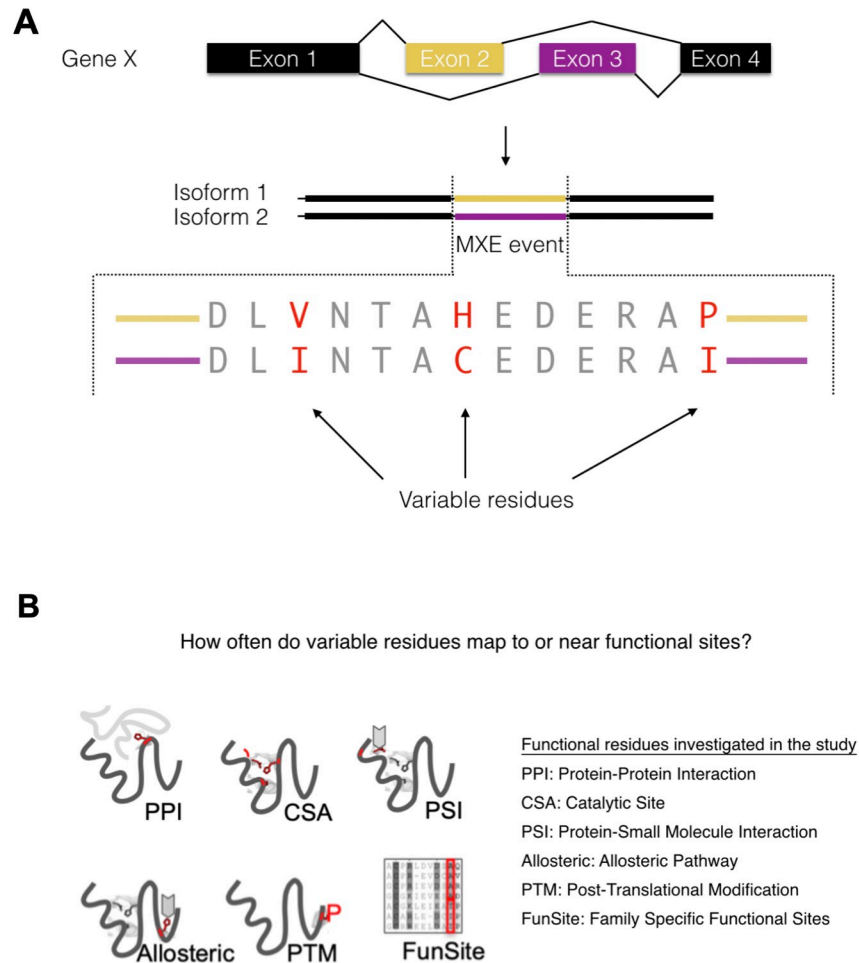 A
Gene X
Exon 1 Exon 2 Exon 3 Exon 4
Isoform 1
Isoform 2
MXE event
D L V N T A H E D E R A P
D L I N T A C E D E R A I
Variable residues
B
How often do variable residues map to or near functional sites?
PPI CSA PSI
Allosteric PTM FunSite
P
Functional residues investigated in the study
PPI: Protein-Protein Interaction
CSA: Catalytic Site
PSI: Protein-Small Molecule Interaction
Allosteric: Allosteric Pathway
PTM: Post-Translational Modification
FunSite: Family Specific Functional Sites